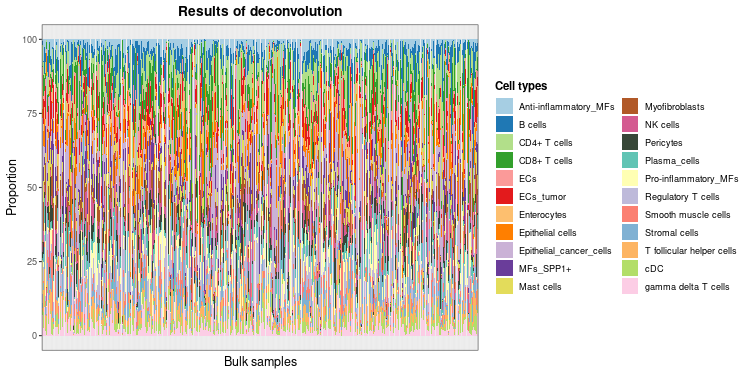 Results of deconvolution
100
75
50
25
0
Proportion
Bulk samples
Cell types
Anti-inflammatory_MFs
B cells
CD4+ T cells
CD8+ T cells
ECs
ECs_tumor
Enterocytes
Epithelial cells
Epithelial_cancer_cells
MFs_SPP1+
Mast cells
Myofibroblasts
NK cells
Pericytes
Plasma_cells
Pro-inflammatory_MFs
Regulatory T cells
Smooth muscle cells
Stromal cells
T follicular helper cells
cDC
gamma delta T cells